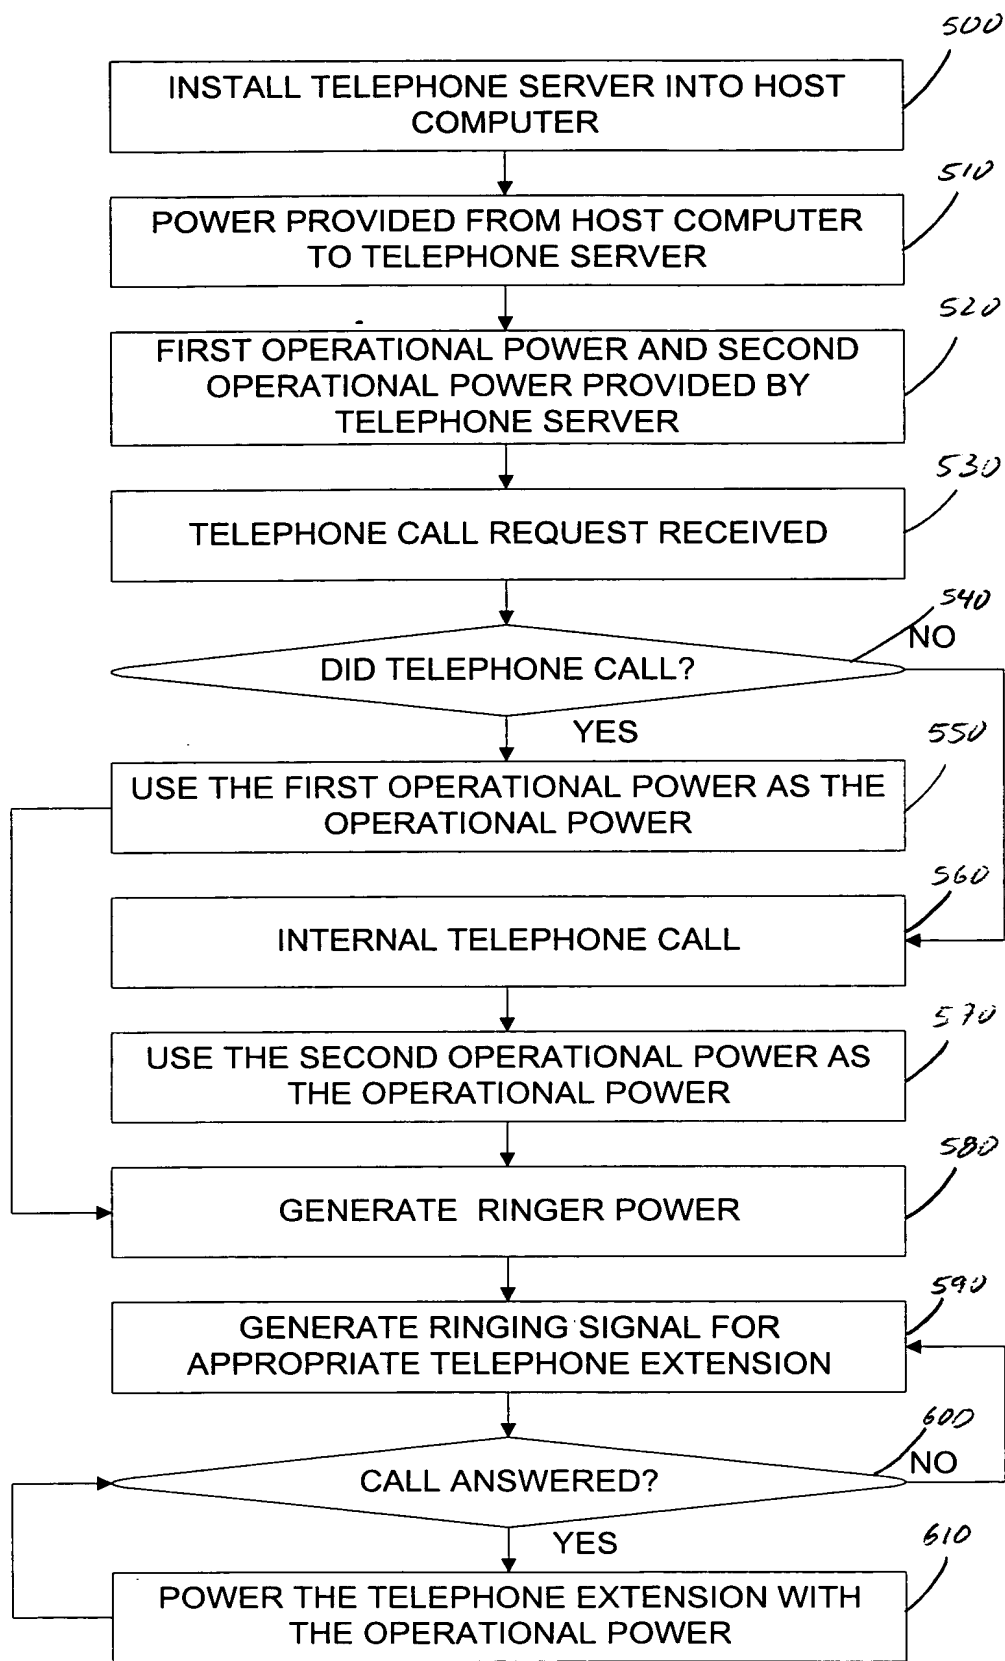 500
INSTALL TELEPHONE SERVER INTO HOST
COMPUTER
510
POWER PROVIDED FROM HOST COMPUTER
TO TELEPHONE SERVER
520
FIRST OPERATIONAL POWER AND SECOND
OPERATIONAL POWER PROVIDED BY
TELEPHONE SERVER
530
TELEPHONE CALL REQUEST RECEIVED
540
NO
DID TELEPHONE CALL?
YES
550
USE THE FIRST OPERATIONAL POWER AS THE
OPERATIONAL POWER
560
INTERNAL TELEPHONE CALL
570
USE THE SECOND OPERATIONAL POWER AS
THE OPERATIONAL POWER
580
GENERATE RINGER POWER
590
GENERATE RINGING SIGNAL FOR
APPROPRIATE TELEPHONE EXTENSION
600
NO
CALL ANSWERED?
YES
610
POWER THE TELEPHONE EXTENSION WITH
THE OPERATIONAL POWER